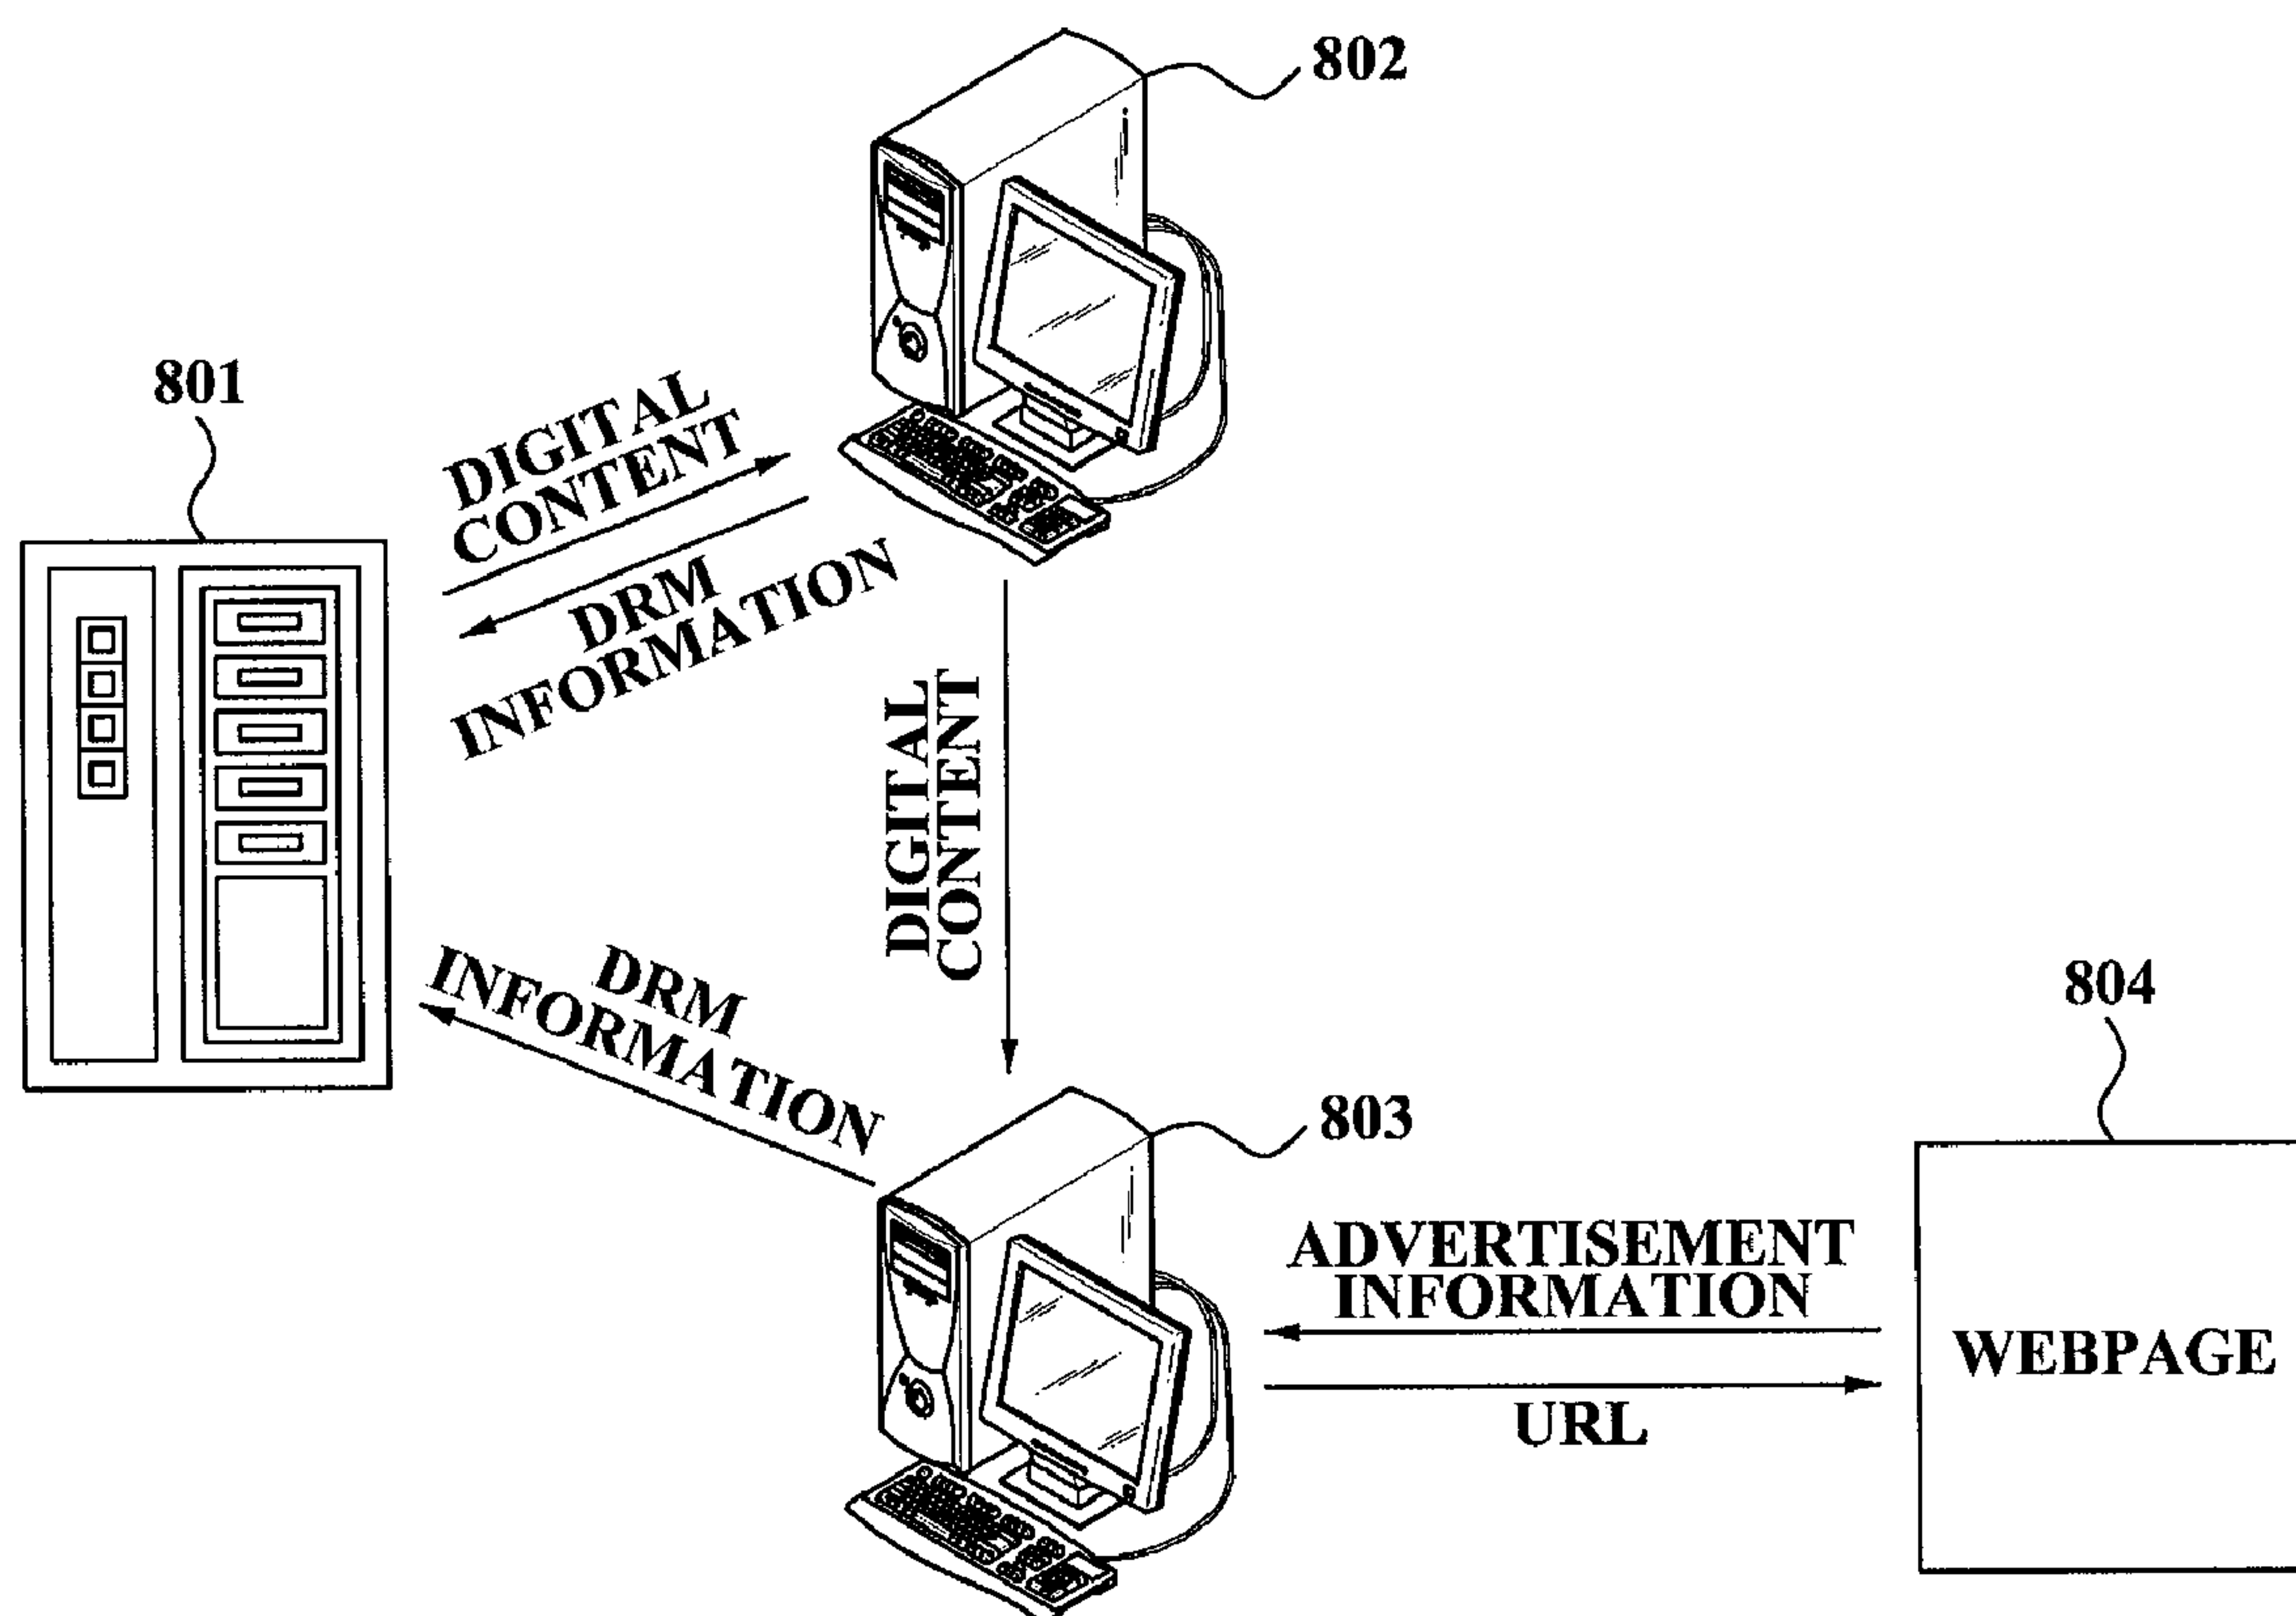 802
801
DIGITAL
CONTENT
DRM
INFORMATION
DIGITAL
CONTENT
DRM
INFORMATION
804
803
ADVERTISEMENT
INFORMATION
WEBPAGE
URL